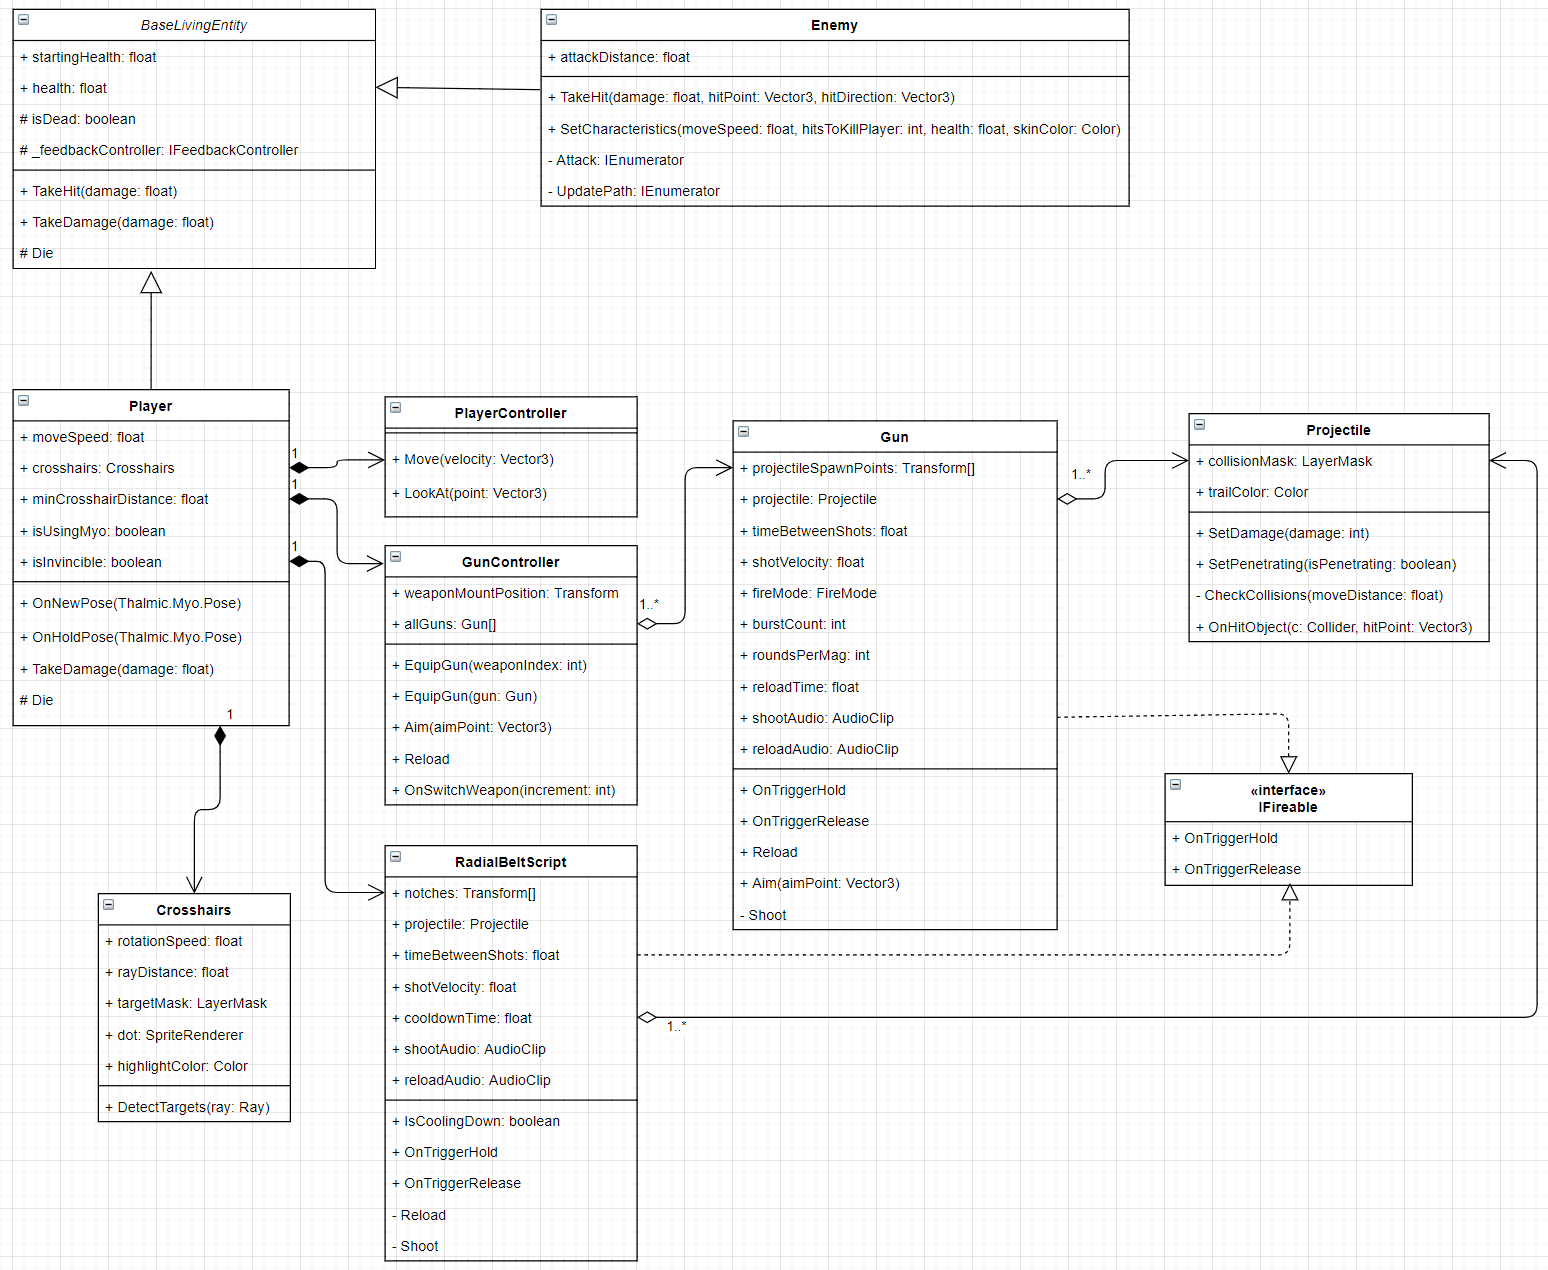 BaseLivingEntity
+ startingHealth: float
+ health: float
# isDead: boolean
# _feedbackController: IFeedbackController
+ TakeHit(damage: float)
+ TakeDamage(damage: float)
# Die
Enemy
+ attackDistance: float
+ TakeHit(damage: float, hitPoint: Vector3, hitDirection: Vector3)
+ SetCharacteristics(moveSpeed: float, hitsToKillPlayer: int, health: float, skinColor: Color)
- Attack: IEnumerator
- UpdatePath: IEnumerator
Player
+ moveSpeed: float
+ crosshairs: Crosshairs
+ minCrosshairDistance: float
+ isUsingMyo: boolean
+ isInvincible: boolean
+ OnNewPose(Thalmic.Myo.Pose)
+ OnHoldPose(Thalmic.Myo.Pose)
+ TakeDamage(damage: float)
# Die
1
1
1
1
PlayerController
+ Move(velocity: Vector3)
+ LookAt(point: Vector3)
GunController
+ weaponMountPosition: Transform
+ allGuns: Gun[]
+ EquipGun(weaponIndex: int)
+ EquipGun(gun: Gun)
+ Aim(aimPoint: Vector3)
+ Reload
+ OnSwitchWeapon(increment: int)
1..*
Gun
+ projectileSpawnPoints: Transform[]
+ projectile: Projectile
+ timeBetweenShots: float
+ shotVelocity: float
+ fireMode: FireMode
+ burstCount: int
+ roundsPerMag: int
+ reloadTime: float
+ shootAudio: AudioClip
+ reloadAudio: AudioClip
+ OnTriggerHold
+ OnTriggerRelease
+ Reload
+ Aim(aimPoint: Vector3)
- Shoot
1..*
Projectile
+ collisionMask: LayerMask
+ trailColor: Color
+ SetDamage(damage: int)
+ SetPenetrating(isPenetrating: boolean)
- CheckCollisions(moveDistance: float)
+ OnHitObject(c: Collider, hitPoint: Vector3)
«interface»
IFireable
+ OnTriggerHold
+ OnTriggerRelease
Crosshairs
+ rotationSpeed: float
+ rayDistance: float
+ targetMask: LayerMask
+ dot: SpriteRenderer
+ highlightColor: Color
+ DetectTargets(ray: Ray)
RadialBeltScript
+ notches: Transform[]
+ projectile: Projectile
+ timeBetweenShots: float
+ shotVelocity: float
+ cooldownTime: float
+ shootAudio: AudioClip
+ reloadAudio: AudioClip
+ IsCoolingDown: boolean
+ OnTriggerHold
+ OnTriggerRelease
- Reload
- Shoot
1..*